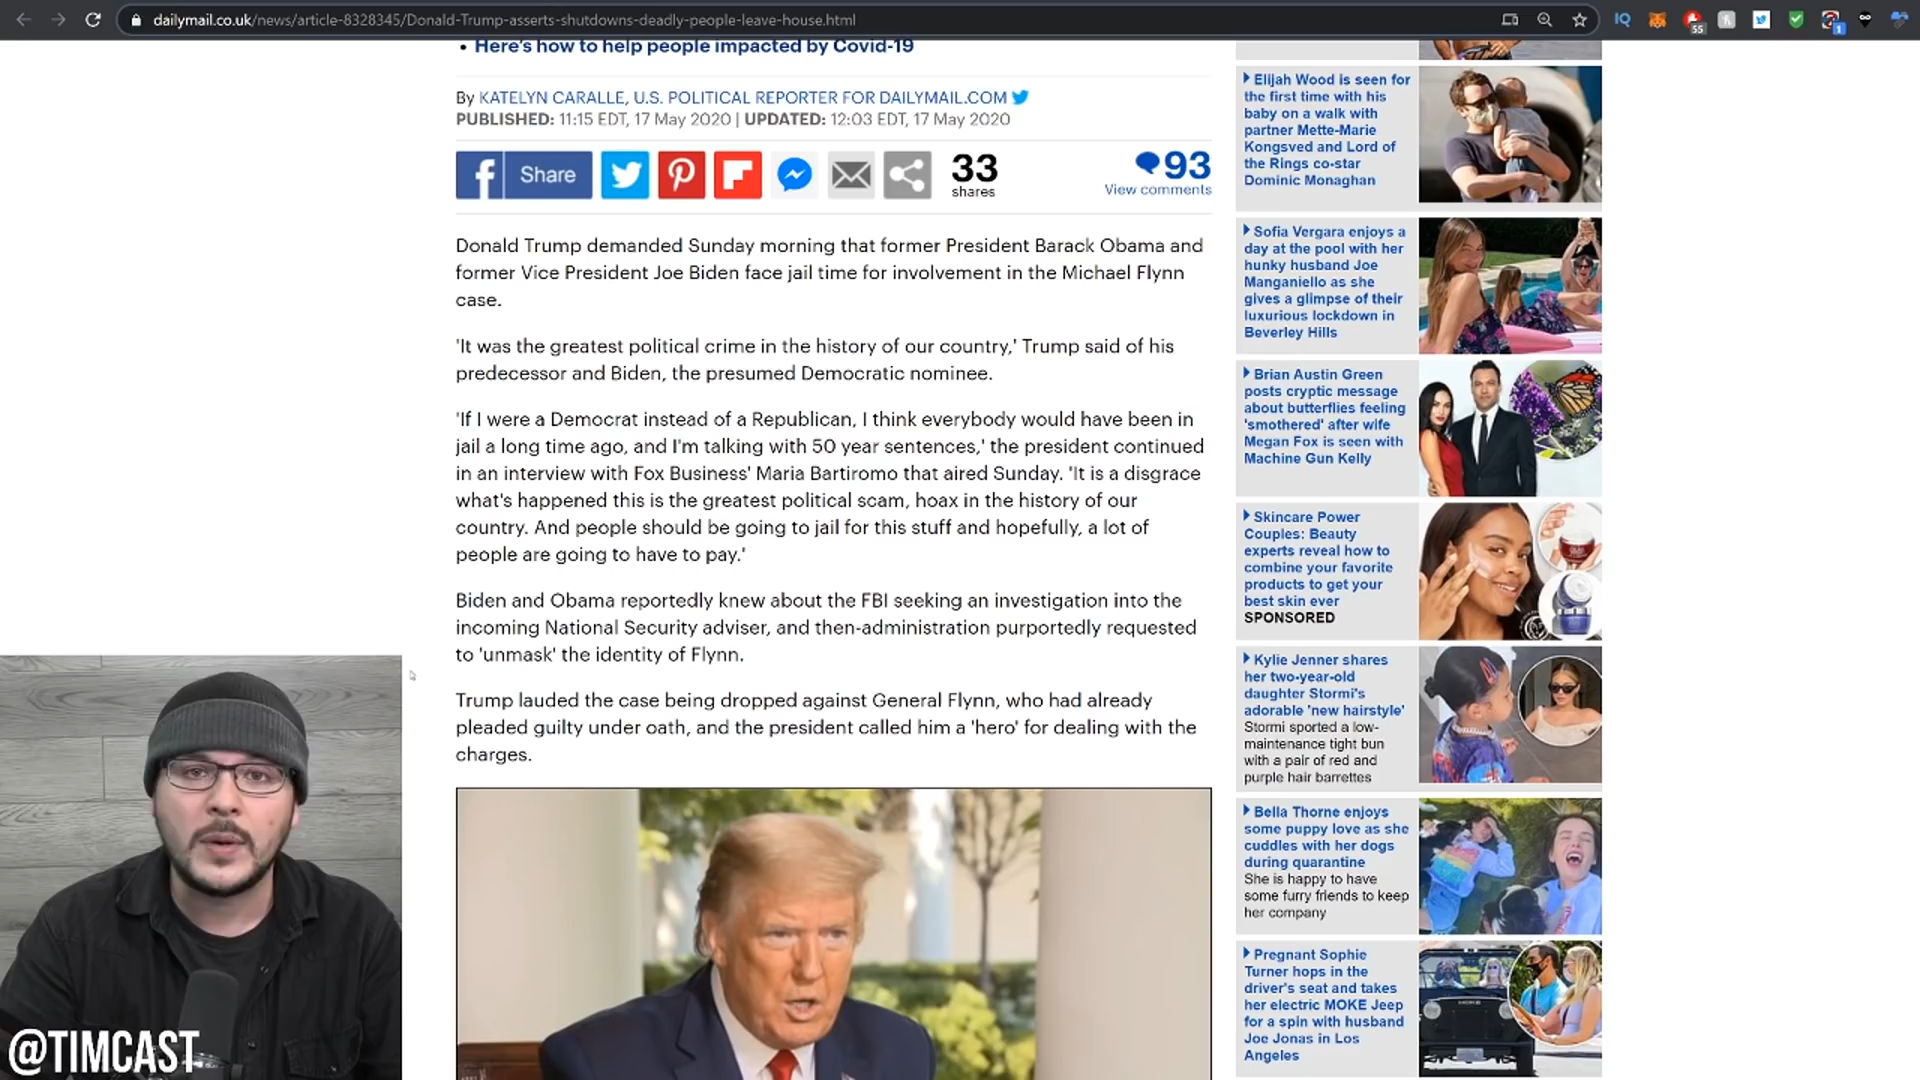 dailymail.co.uk/news/article-8328345/Donald-Trump-asserts-shutdowns-deadly-people-leave-house.html
IQ
55
1
• Here's how to help people impacted by Covid-19
By KATELYN CARALLE, U.S. POLITICAL REPORTER FOR DAILYMAIL.COM
PUBLISHED: 11:15 EDT, 17 May 2020 | UPDATED: 12:03 EDT, 17 May 2020
f Share
33
shares
93
View comments
Donald Trump demanded Sunday morning that former President Barack Obama and
former Vice President Joe Biden face jail time for involvement in the Michael Flynn
case.
'It was the greatest political crime in the history of our country,' Trump said of his
predecessor and Biden, the presumed Democratic nominee.
'If I were a Democrat instead of a Republican, I think everybody would have been in
jail a long time ago, and I'm talking with 50 year sentences,' the president continued
in an interview with Fox Business' Maria Bartiromo that aired Sunday. 'It is a disgrace
what's happened this is the greatest political scam, hoax in the history of our
country. And people should be going to jail for this stuff and hopefully, a lot of
people are going to have to pay.'
Biden and Obama reportedly knew about the FBI seeking an investigation into the
incoming National Security adviser, and then-administration purportedly requested
to 'unmask' the identity of Flynn.
Trump lauded the case being dropped against General Flynn, who had already
pleaded guilty under oath, and the president called him a 'hero' for dealing with the
charges.
Elijah Wood is seen for
the first time with his
baby on a walk with
partner Mette-Marie
Kongsved and Lord of
the Rings co-star
Dominic Monaghan
Sofia Vergara enjoys a
day at the pool with her
hunky husband Joe
Manganiello as she
gives a glimpse of their
luxurious lockdown in
Beverley Hills
Brian Austin Green
posts cryptic message
about butterflies feeling
'smothered' after wife
Megan Fox is seen with
Machine Gun Kelly
Skincare Power
Couples: Beauty
experts reveal how to
combine your favorite
products to get your
best skin ever
SPONSORED
Kylie Jenner shares
her two-year-old
daughter Stormi's
adorable 'new hairstyle'
Stormi sported a low-
maintenance tight bun
with a pair of red and
purple hair barrettes
Bella Thorne enjoys
some puppy love as she
cuddles with her dogs
during quarantine
She is happy to have
some furry friends to keep
her company
Pregnant Sophie
Turner hops in the
driver's seat and takes
her electric MOKE Jeep
for a spin with husband
Joe Jonas in Los
Angeles
@TIMCAST